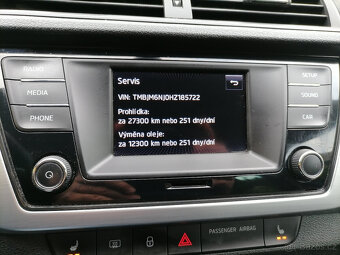 RADIO
MEDIA
PHONE
Servis
VIN: TMBJM6NJ0HZ185722
Prohlídka:
za 27300 km nebo 251 dny/dní
Výměna oleje:
za 12300 km nebo 251 dny/dní
SETUP
SOUND
CAR
PASSENGER AIRBAG